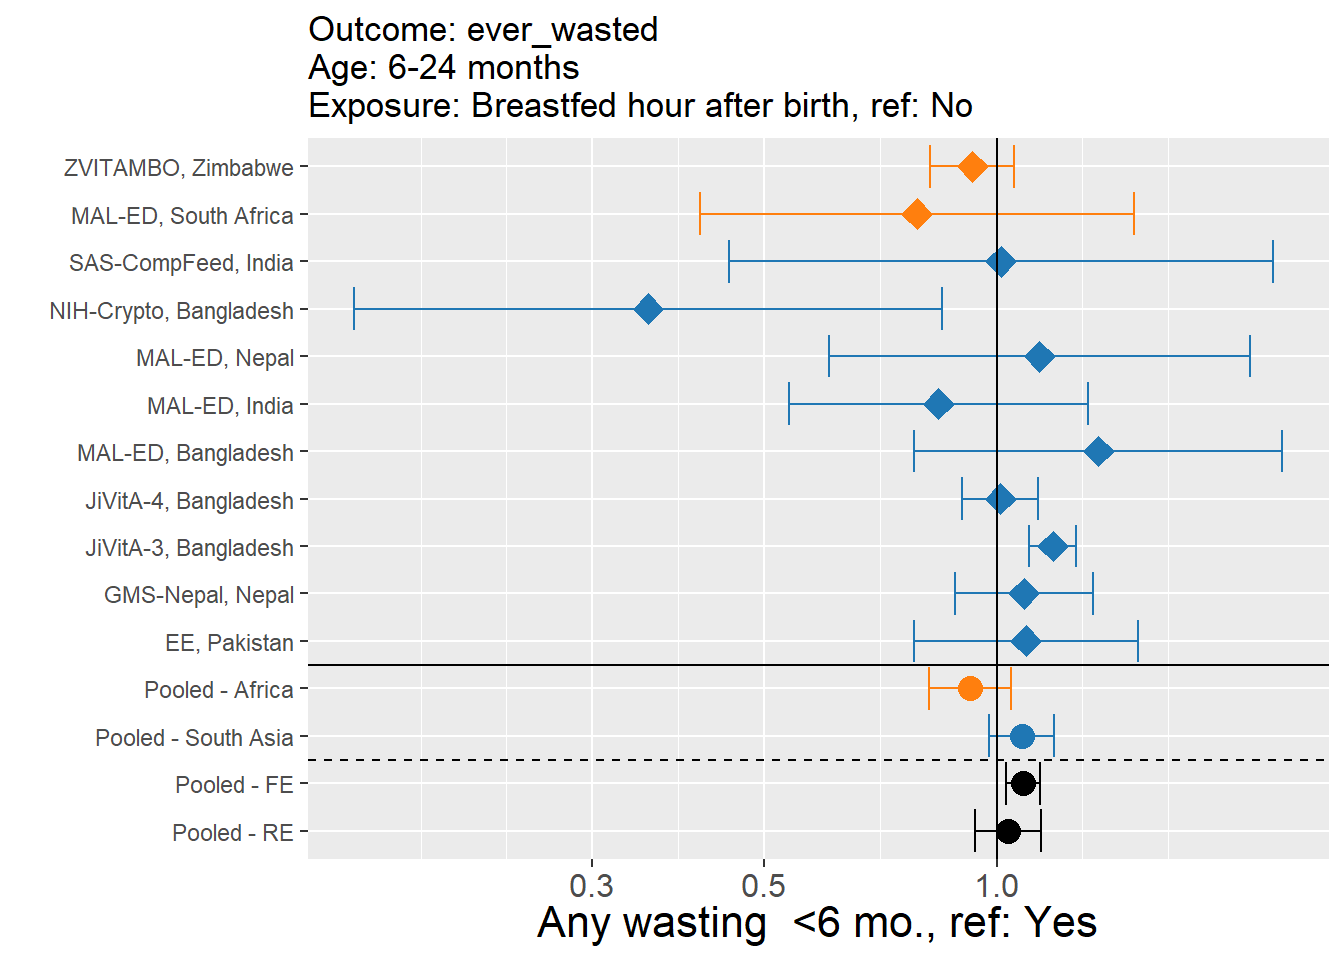 Outcome: ever_wasted
Age: 6-24 months
Exposure: Breastfed hour after birth, ref: No
ZVITAMBO, Zimbabwe
MAL-ED, South Africa
SAS-CompFeed, India
NIH-Crypto, Bangladesh
MAL-ED, Nepal
MAL-ED, India
MAL-ED, Bangladesh
JiVitA-4, Bangladesh
JiVitA-3, Bangladesh
GMS-Nepal, Nepal
EE, Pakistan
Pooled - Africa
Pooled - South Asia
Pooled - FE
Pooled - RE
0.3 0.5 1.0
Any wasting  <6 mo., ref: Yes